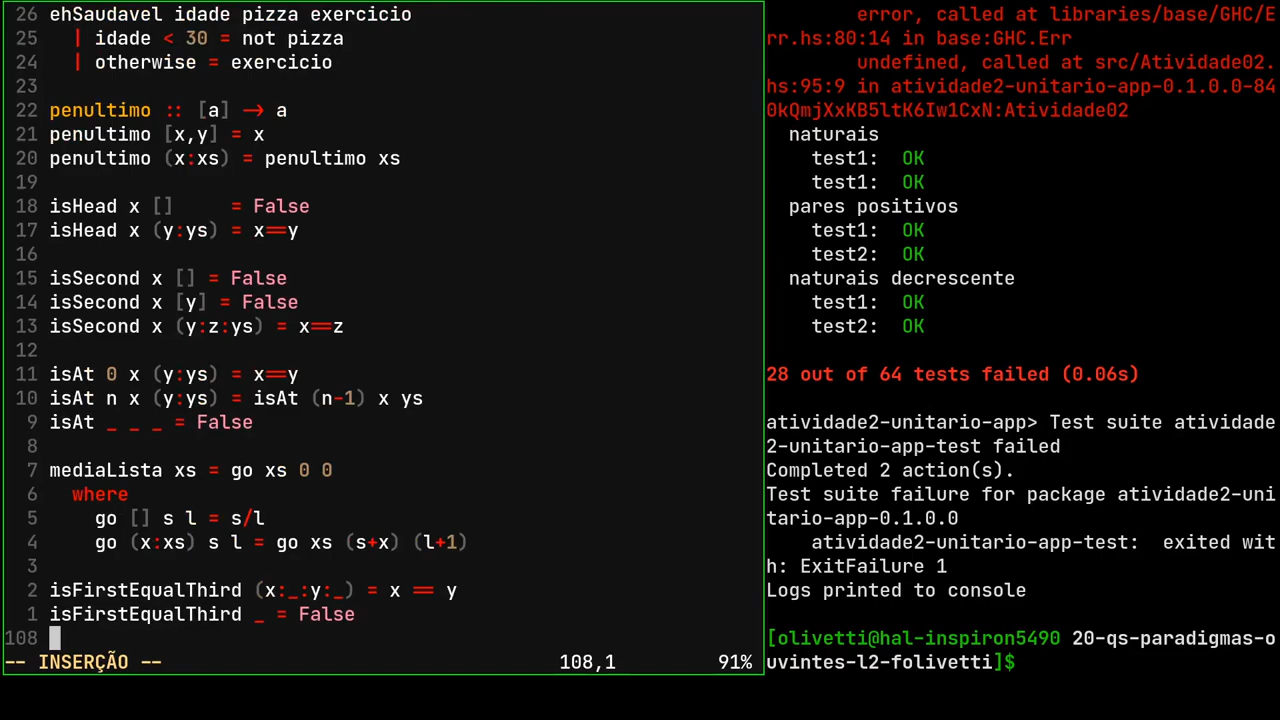 26 ehSaudavel idade pizza exercicio
25   | idade < 30 = not pizza
24   | otherwise = exercicio
23
22 penultimo :: [a] → a
21 penultimo [x,y] = x
20 penultimo (x:xs) = penultimo xs
19
18 isHead x []     = False
17 isHead x (y:ys) = x==y
16
15 isSecond x [] = False
14 isSecond x [y] = False
13 isSecond x (y:z:ys) = x==z
12
11 isAt 0 x (y:ys) = x==y
10 isAt n x (y:ys) = isAt (n-1) x ys
9 isAt _ _ _ = False
8
7 mediaLista xs = go xs 0 0
6   where
5     go [] s l = s/l
4     go (x:xs) s l = go xs (s+x) (l+1)
3
2 isFirstEqualThird (x:_:y:_) = x == y
1 isFirstEqualThird _ = False
108
-- INSERÇÃO -- 108,1 91%
error, called at libraries/base/GHC/E
rr.hs:80:14 in base:GHC.Err
undefined, called at src/Atividade02.
hs:95:9 in atividade2-unitario-app-0.1.0.0-84
0kQmjXxKB5ltK6Iw1CxN:Atividade02
naturais
test1:  OK
test1:  OK
pares positivos
test1:  OK
test2:  OK
naturais decrescente
test1:  OK
test2:  OK
28 out of 64 tests failed (0.06s)
atividade2-unitario-app> Test suite atividade
2-unitario-app-test failed
Completed 2 action(s).
Test suite failure for package atividade2-uni
tario-app-0.1.0.0
atividade2-unitario-app-test:  exited wit
h: ExitFailure 1
Logs printed to console
[olivetti@hal-inspiron5490 20-qs-paradigmas-o
uvintes-l2-folivetti]$